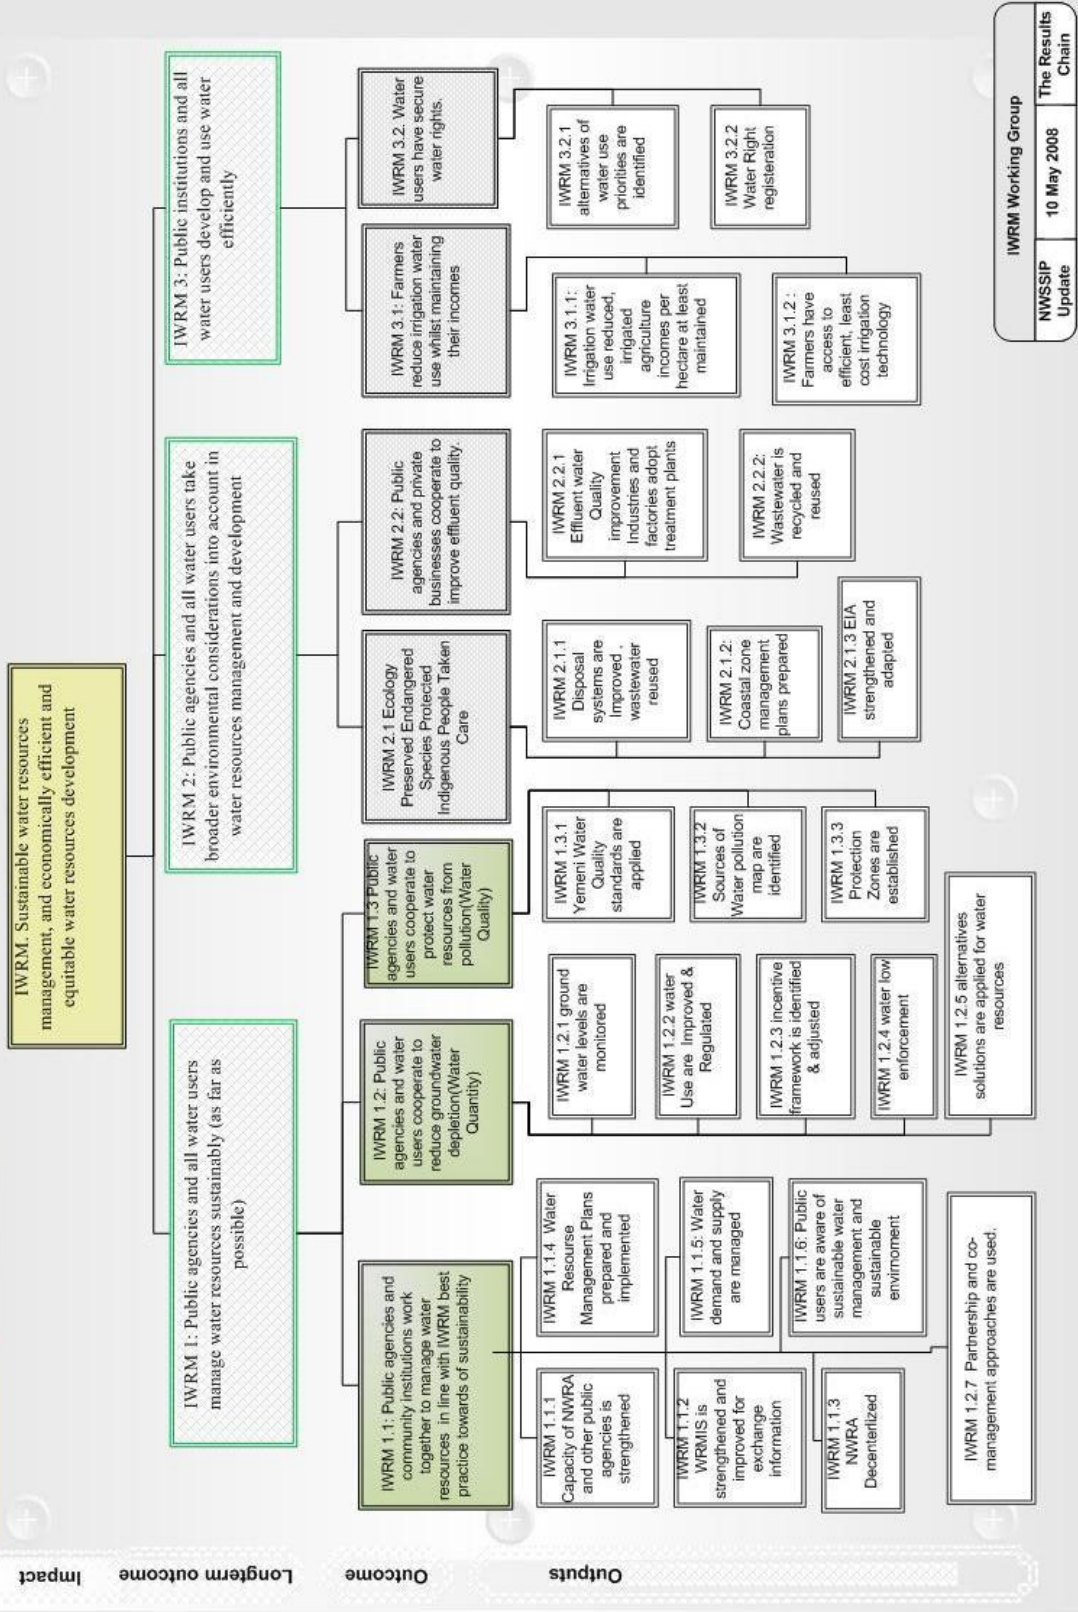 Impact
IWRM. Sustainable water resources
management, and economically efficient and
equitable water resources development
Longterm outcome
IWRM 1: Public agencies and all water users
manage water resources sustainably (as far as
possible)
IWRM 2: Public agencies and all water users take
broader environmental considerations into account in
water resources management and development
IWRM 3: Public institutions and all
water users develop and use water
efficiently
Outcome
IWRM 1.1: Public agencies and
community institutions work
together to manage water
resources in line with IWRM best
practice towards of sustainability
IWRM 1.2: Public
agencies and water
users cooperate to
reduce groundwater
depletion(Water
Quantity)
IWRM 1.3 Public
agencies and water
users cooperate to
protect water
resources from
pollution(Water
Quality)
IWRM 2.1 Ecology
Preserved Endangered
Species Protected
Indigenous People Taken
Care
IWRM 2.2: Public
agencies and private
businesses cooperate to
improve effluent quality.
IWRM 3.1: Farmers
reduce irrigation water
use whilst maintaining
their incomes
IWRM 3.2. Water
users have secure
water rights.
Outputs
IWRM 1.1.1
Capacity of NWRA
and other public
agencies is
strengthened
IWRM 1.1.4 Water
Resourse
Management Plans
prepared and
implemented
IWRM 1.1.2
WRMIS is
strengthened and
improved for
exchange
information
IWRM 1.1.5: Water
demand and supply
are managed
IWRM 1.1.3
NWRA
Decenterlized
IWRM 1.1.6: Public
users are aware of
sustainable water
management and
sustainable
envirnoment
IWRM 1.2.7 Partnership and co-
management approaches are used.
IWRM 1.2.1 ground
water levels are
monitored
IWRM 1.2.2 water
Use are Improved &
Regulated
IWRM 1.2.3 incentive
framework is identified
& adjusted
IWRM 1.2.4 water low
enforcement
IWRM 1.2.5 alternatives
solutions are applied for water
resources
IWRM 1.3.1
Yemeni Water
Quality
standards are
applied
IWRM 1.3.2
Sources of
Water pollution
map are
identified
IWRM 1.3.3
Protection
Zones are
established
IWRM 2.1.1
Disposal
systems are
Improved ,
wastewater
reused
IWRM 2.1.2:
Coastal zone
management
plans prepared
IWRM 2.1.3 EIA
strengthened and
adapted
IWRM 2.2.1
Effluent water
Quality
improvement
Industries and
factories adopt
treatment plants
IWRM 2.2.2:
Wastewater is
recycled and
reused
IWRM 3.1.1:
Irrigation water
use reduced,
irrigated
agriculture
incomes per
heclare at least
maintained
IWRM 3.1.2 :
Farmers have
access to
efficient, least
cost irrigation
technology
IWRM 3.2.1
alternatives of
water use
priorities are
identified
IWRM 3.2.2
Water Right
registeration
IWRM Working Group
NWSSIP
Update
10 May 2008
The Results
Chain